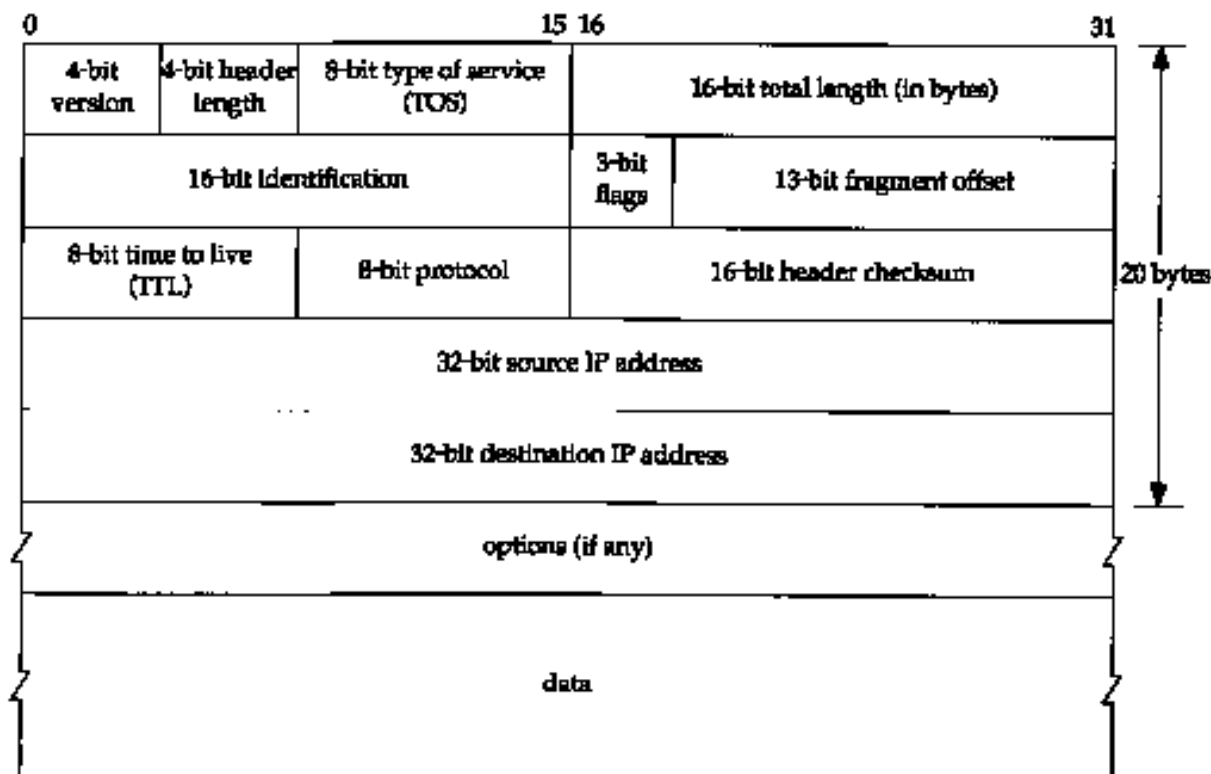 0 15 16 31
4-bit version
4-bit header length
8-bit type of service (TOS)
16-bit total length (in bytes)
16-bit identification
3-bit flags
13-bit fragment offset
8-bit time to live (TTL)
8-bit protocol
16-bit header checksum
20 bytes
32-bit source IP address
32-bit destination IP address
options (if any)
data